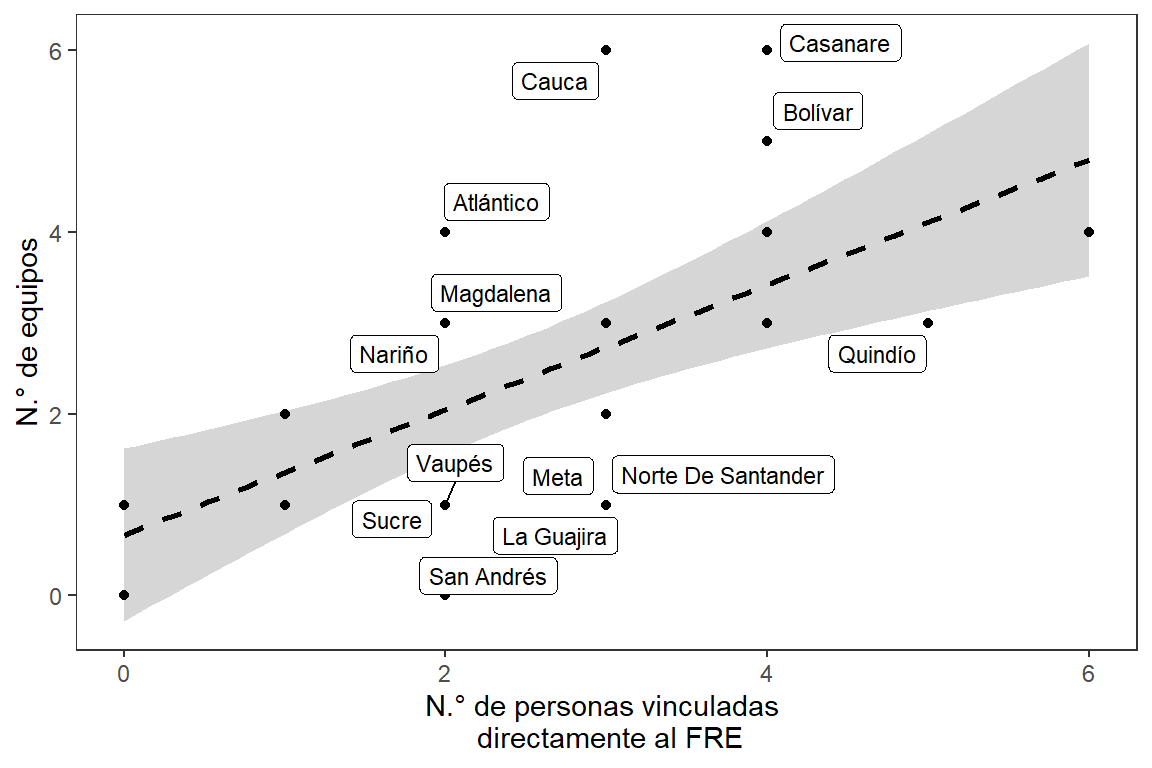 6
Casanare
Cauca
Bolívar
Atlántico
4
Magdalena
Nariño
Quindío
2
Vaupés
Meta
Norte De Santander
Sucre
La Guajira
San Andrés
0
N.° de equipos
0
2
4
6
N.° de personas vinculadas
directamente al FRE